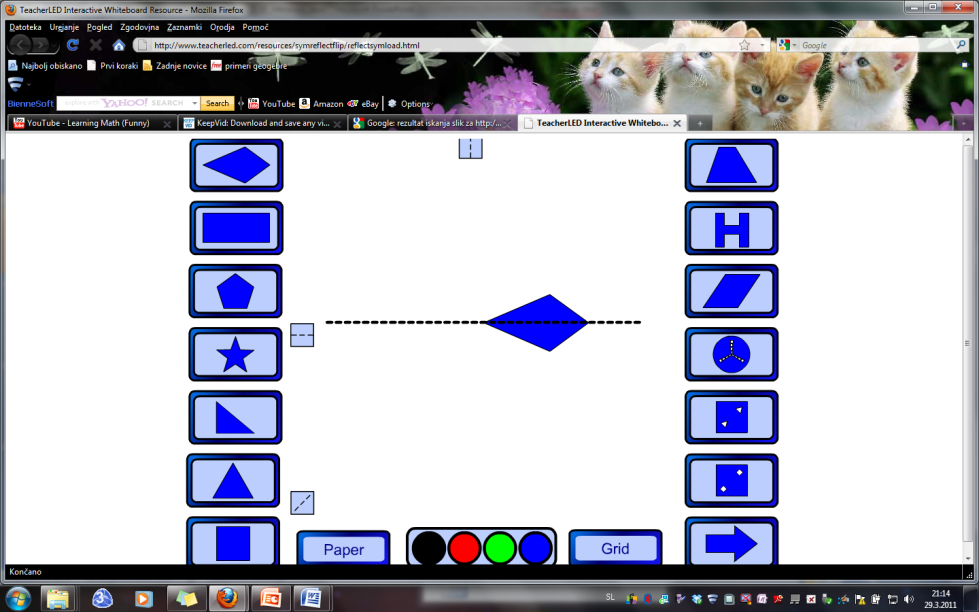 TeacherLED Interactive Whiteboard Resource - Mozilla Firefox
Datoteka Urejanje Pogled Zgodovina Zaznamki Orodja Pomoč
http://www.teacherled.com/resources/symreflectflip/reflectsymload.html
Google
Najbolj obiskano Prvi koraki Zadnje novice primeri geogebre
BienneSoft YAHOO! SEARCH Search YouTube Amazon eBay Options
YouTube - Learning Math (Funny) KeepVid: Download and save any vi... Google: rezultat iskanja slik za http:/... TeacherLED Interactive Whitebo...
Paper Grid
Končano
SL 21:14
29.3.2011